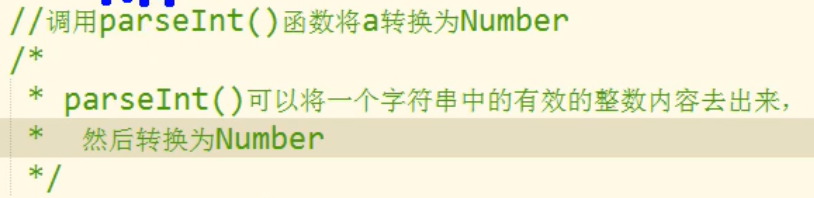 //调用parseInt()函数将a转换为Number
/*
* parseInt()可以将一个字符串中的有效的整数内容去出来,
* 然后转换为Number
*/